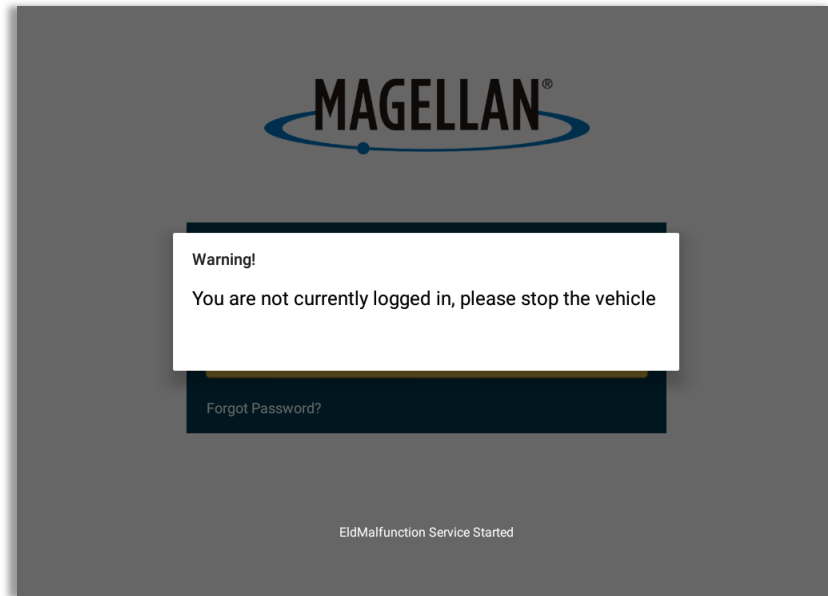 MAGELLAN®
Warning!
You are not currently logged in, please stop the vehicle
Forgot Password?
EldMalfunction Service Started